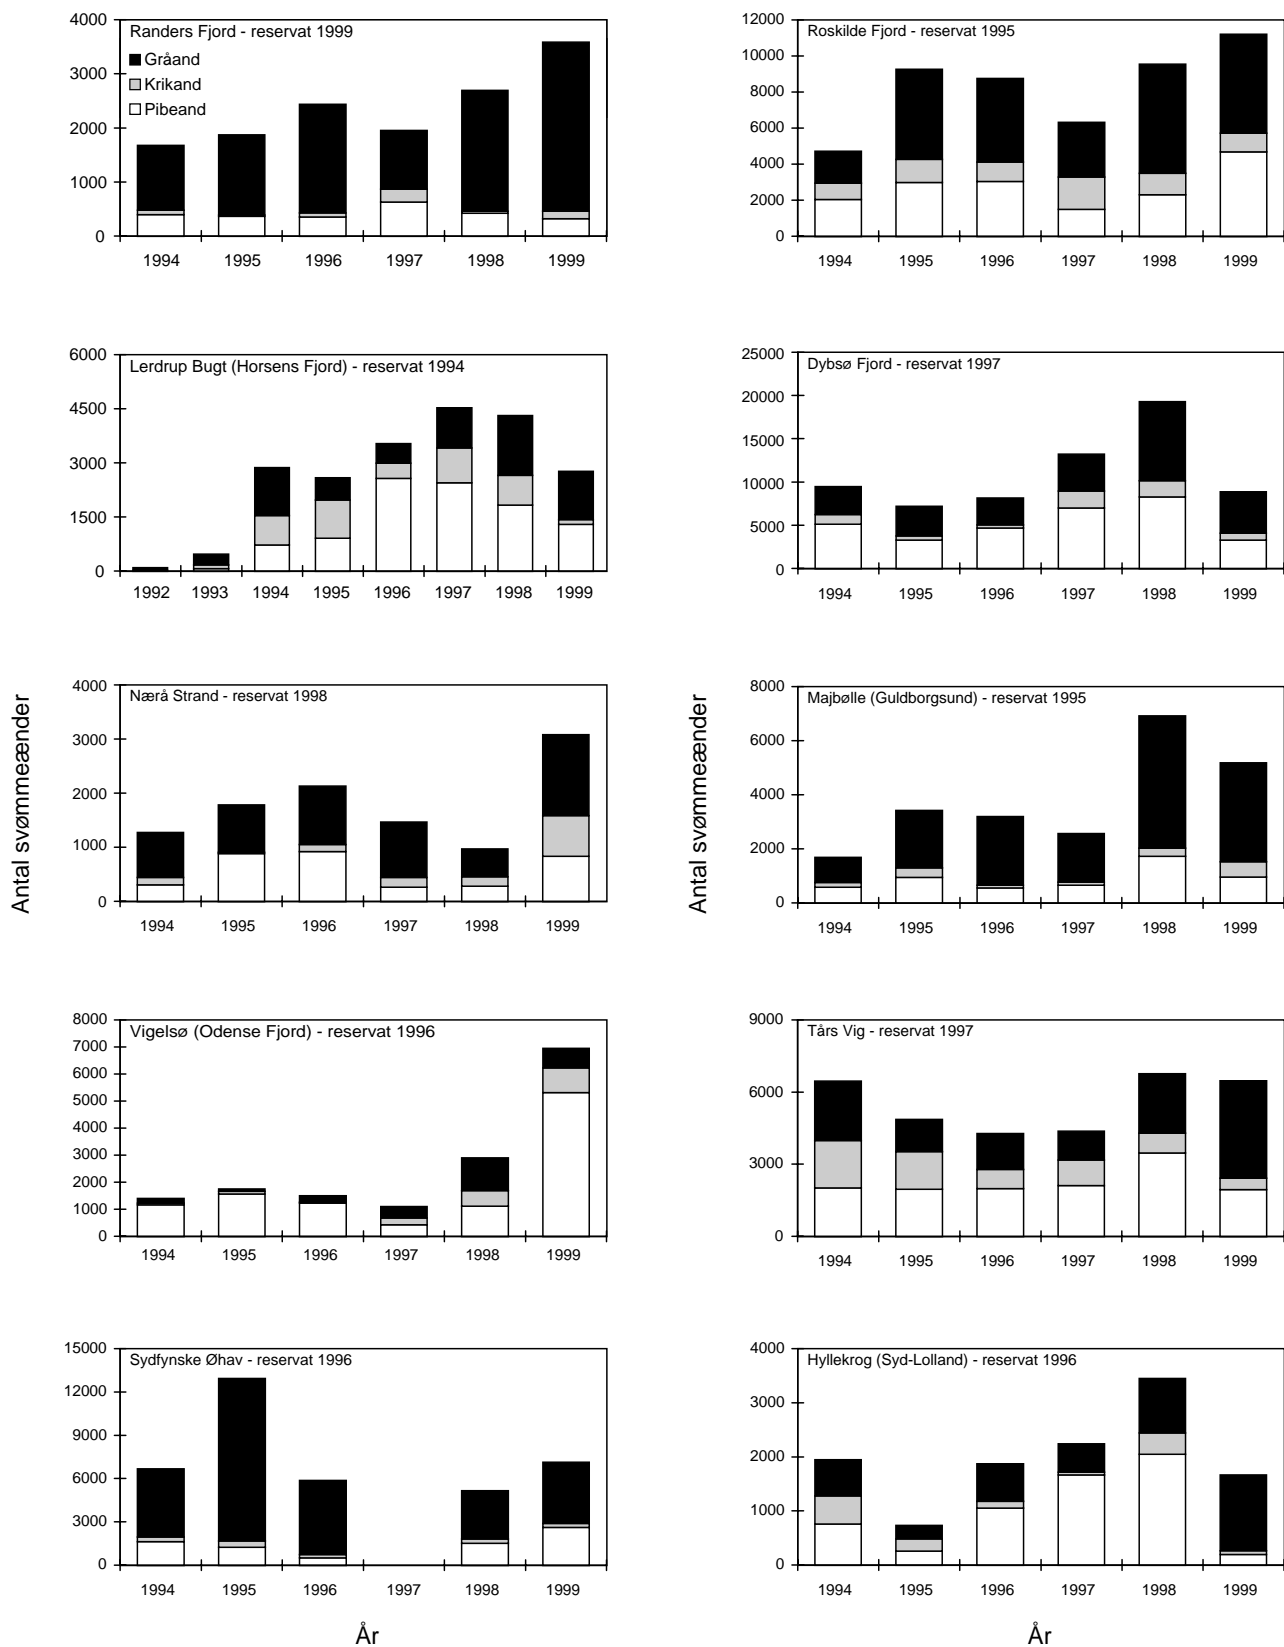 Randers Fjord - reservat 1999
Gråand
Krikand
Pibeand
4000
3000
2000
1000
0
1994 1995 1996 1997 1998 1999
Roskilde Fjord - reservat 1995
12000
10000
8000
6000
4000
2000
0
1994 1995 1996 1997 1998 1999
Lerdrup Bugt (Horsens Fjord) - reservat 1994
6000
4500
3000
1500
0
1992 1993 1994 1995 1996 1997 1998 1999
Dybsø Fjord - reservat 1997
25000
20000
15000
10000
5000
0
1994 1995 1996 1997 1998 1999
Antal svømmeænder
Nærå Strand - reservat 1998
4000
3000
2000
1000
0
1994 1995 1996 1997 1998 1999
Antal svømmeænder
Majbølle (Guldborgsund) - reservat 1995
8000
6000
4000
2000
0
1994 1995 1996 1997 1998 1999
Vigelsø (Odense Fjord) - reservat 1996
8000
7000
6000
5000
4000
3000
2000
1000
0
1994 1995 1996 1997 1998 1999
Tårs Vig - reservat 1997
9000
6000
3000
0
1994 1995 1996 1997 1998 1999
Sydfynske Øhav - reservat 1996
15000
12000
9000
6000
3000
0
1994 1995 1996 1997 1998 1999
År
Hyllekrog (Syd-Lolland) - reservat 1996
4000
3000
2000
1000
0
1994 1995 1996 1997 1998 1999
År